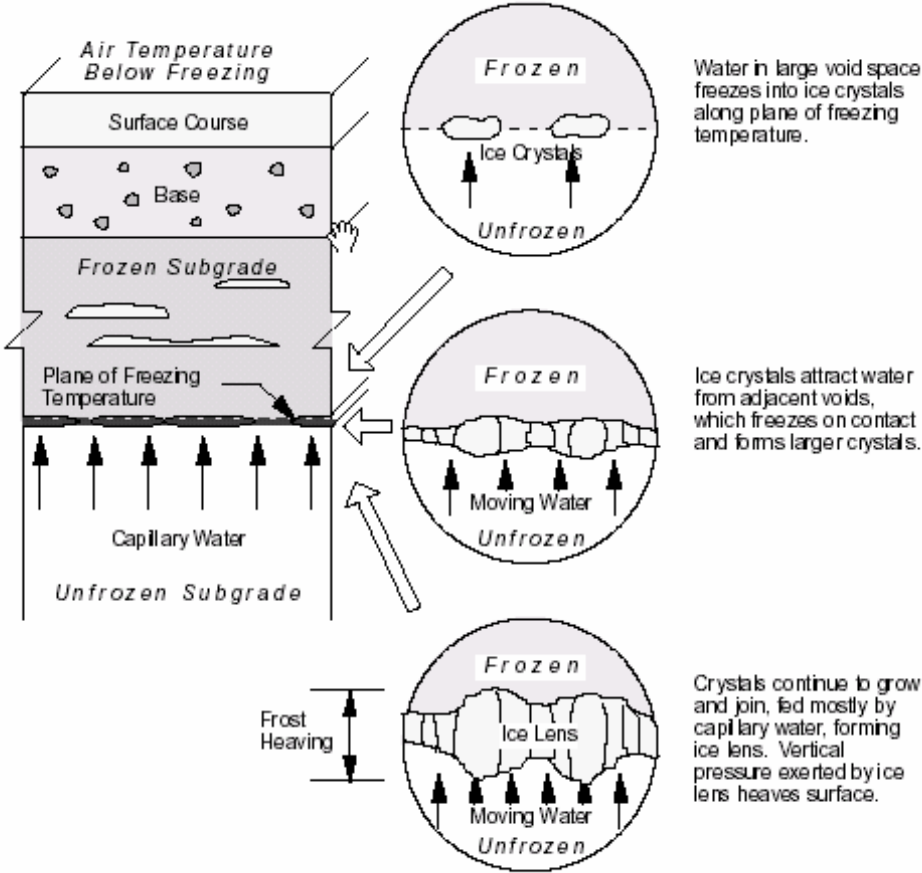 Air Temperature
Below Freezing
Surface Course
Base
Frozen Subgrade
Plane of Freezing
Temperature
Capillary Water
Unfrozen Subgrade
Frozen
Ice Crystals
Unfrozen
Water in large void space
freezes into ice crystals
along plane of freezing
temperature.
Frozen
Moving Water
Unfrozen
Ice crystals attract water
from adjacent voids,
which freezes on contact
and forms larger crystals.
Frost
Heaving
Frozen
Ice Lens
Moving Water
Unfrozen
Crystals continue to grow
and join, fed mostly by
capillary water, forming
ice lens. Vertical
pressure exerted by ice
lens heaves surface.